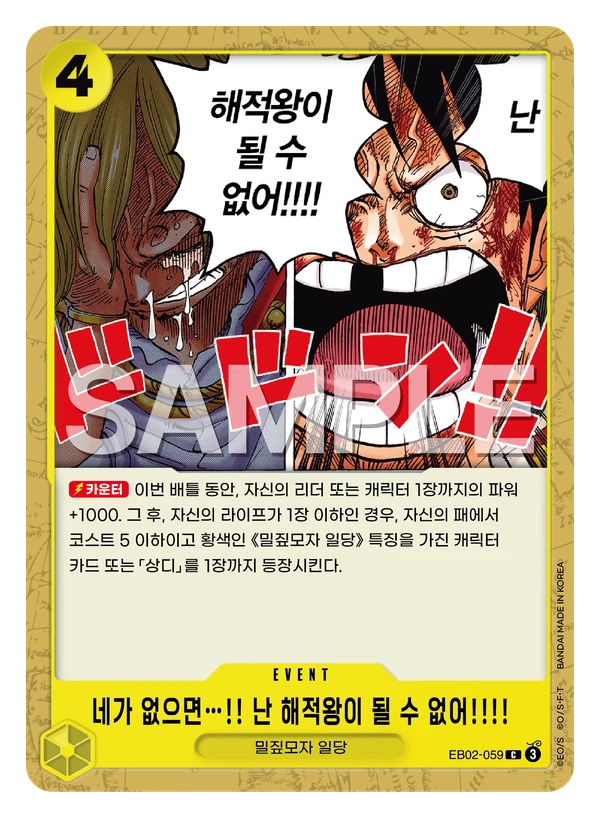 4
해적왕이
될 수
없어!!!!
난
ドドン!!
SAMPLE
카운터 이번 배틀 동안, 자신의 리더 또는 캐릭터 1장까지의 파워
+1000. 그 후, 자신의 라이프가 1장 이하인 경우, 자신의 패에서
코스트 5 이하이고 황색인 《밀짚모자 일당》 특징을 가진 캐릭터
카드 또는 「상디」를 1장까지 등장시킨다.
EVENT
네가 없으면…!! 난 해적왕이 될 수 없어!!!!
밀짚모자 일당
EB02-059 C 3
©EO/S ©O/S·F·T BANDAI MADE IN KOREA